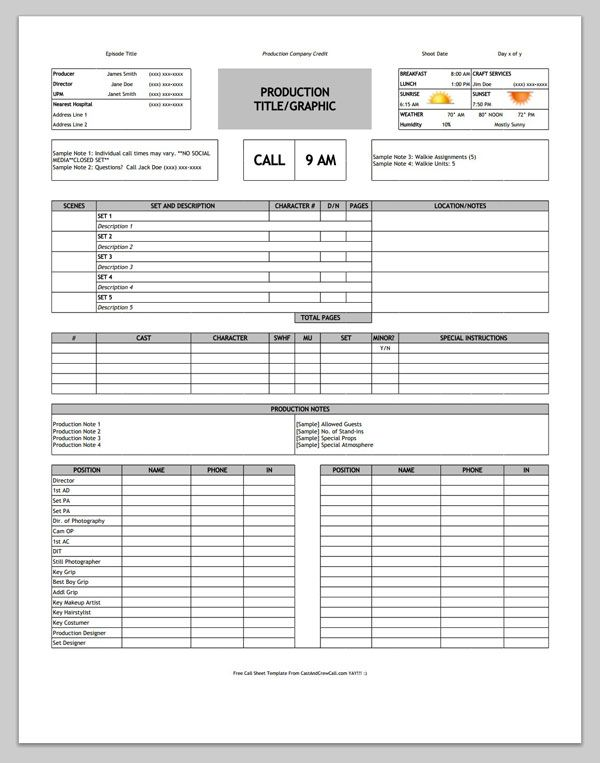 Episode Title Production Company Credit Shoot Date Day x of y
Producer James Smith (xxx) xxx-xxxx
Director Jane Doe (xxx) xxx-xxxx
UPM Janet Smith (xxx) xxx-xxxx
Nearest Hospital (xxx) xxx-xxxx
Address Line 1
Address Line 2
PRODUCTION
TITLE/GRAPHIC
BREAKFAST 8:00 AM CRAFT SERVICES
LUNCH 1:00 PM Jim Doe (xxx) xxx-xxxx
SUNRISE SUNSET
6:15 AM 7:50 PM
WEATHER 70° AM 80° NOON 72° PM
Humidity 10% Mostly Sunny
Sample Note 1: Individual call times may vary. **NO SOCIAL
MEDIA**CLOSED SET**
Sample Note 2: Questions? Call Jack Doe (xxx) xxx-xxxx
CALL 9 AM
Sample Note 3: Walkie Assignments (5)
Sample Note 4: Walkie Units: 5
SCENES SET AND DESCRIPTION CHARACTER # D/N PAGES LOCATION/NOTES
SET 1
Description 1
SET 2
Description 2
SET 3
Description 3
SET 4
Description 4
SET 5
Description 5
TOTAL PAGES
# CAST CHARACTER SWHF MU SET MINOR? SPECIAL INSTRUCTIONS
Y/N
PRODUCTION NOTES
Production Note 1
Production Note 2
Production Note 3
Production Note 4
[Sample] Allowed Guests
[Sample] No. of Stand-ins
[Sample] Special Props
[Sample] Special Atmosphere
POSITION NAME PHONE IN POSITION NAME PHONE IN
Director
1st AD
Set PA
Set PA
Dir. of Photography
Cam OP
1st AC
DIT
Still Photographer
Key Grip
Best Boy Grip
Addl Grip
Key Makeup Artist
Key Hairstylist
Key Costumer
Production Designer
Set Designer
Free Call Sheet Template From CastAndCrewCall.com YAY!!! :)